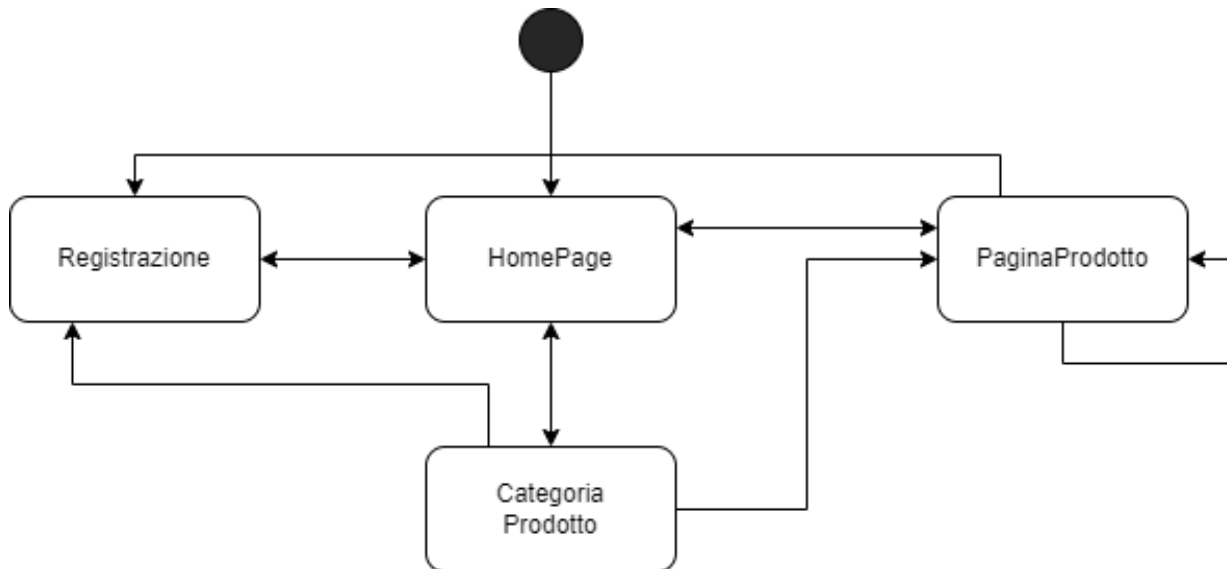 Registrazione
HomePage
PaginaProdotto
Categoria
Prodotto